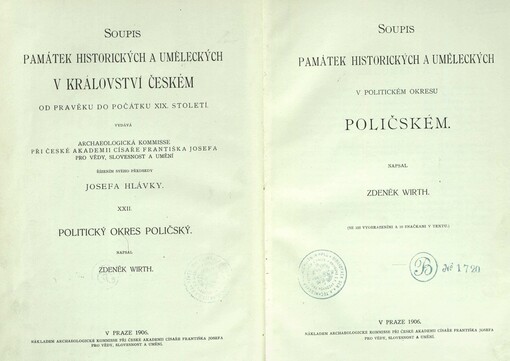 SOUPIS
PAMÁTEK HISTORICKÝCH A UMĚLECKÝCH
V KRÁLOVSTVÍ ČESKÉM
OD PRAVĚKU DO POČÁTKU XIX. STOLETÍ
VYDÁVÁ
ARCHAEOLOGICKÁ KOMMISSE
PŘI ČESKÉ AKADEMII CÍSAŘE FRANTIŠKA JOSEFA
PRO VĚDY, SLOVESNOST A UMĚNÍ
ŘÍZENÍM SVÉHO PŘEDSEDY
JOSEFA HLÁVKY.
XXII.
POLITICKÝ OKRES POLIČSKÝ.
NAPSAL
ZDENĚK WIRTH.
V PRAZE 1906.
NÁKLADEM ARCHAEOLOGICKÉ KOMMISSE PŘI ČESKÉ AKADEMII CÍSAŘE FRANTIŠKA JOSEFA
PRO VĚDY, SLOVESNOST A UMĚNÍ.
SOUPIS
PAMÁTEK HISTORICKÝCH A UMĚLECKÝCH
V POLITICKÉM OKRESU
POLIČSKÉM.
NAPSAL
ZDENĚK WIRTH.
V TEXTU.)
1720
V PRAZE 1906.
NÁKLADEM ARCHAEOLOGICKÉ KOMMISSE PŘI ČESKÉ AKADEMII CÍSAŘE FRANTIŠKA JOSEFA
PRO VĚDY, SLOVESNOST A UMĚNÍ.